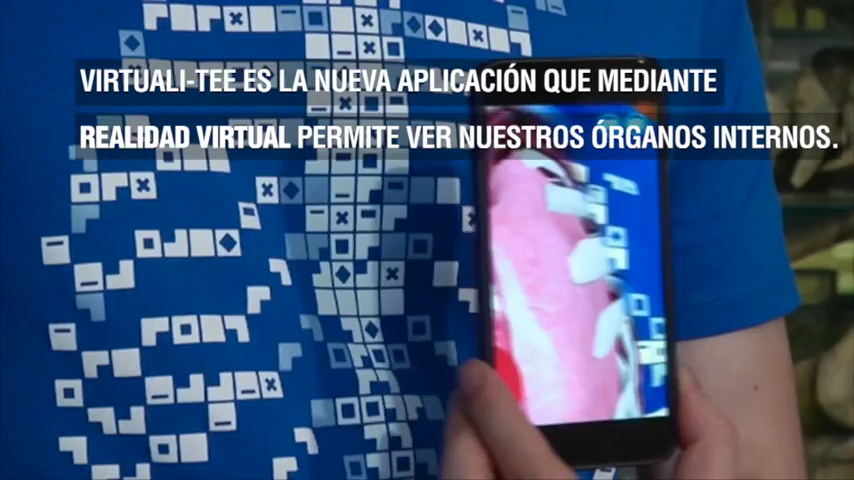 VIRTUALI-TEE ES LA NUEVA APLICACIÓN QUE MEDIANTE
REALIDAD VIRTUAL PERMITE VER NUESTROS ÓRGANOS INTERNOS.